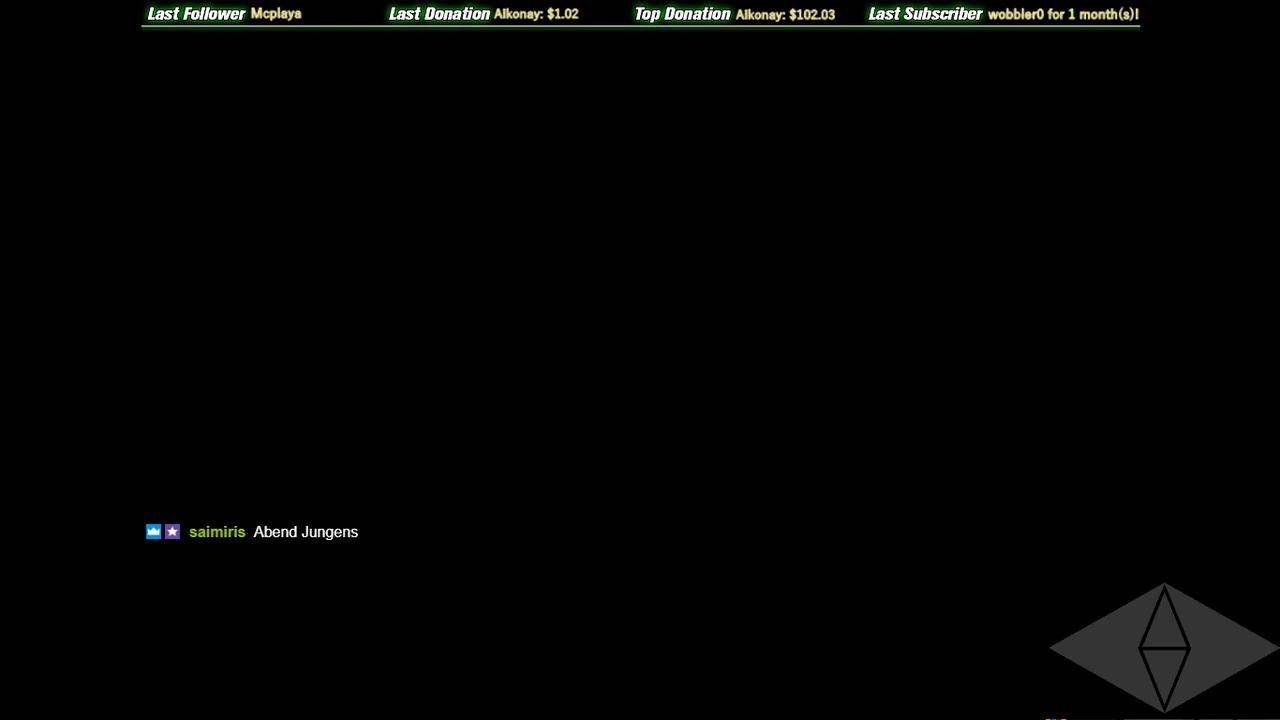 Last Follower Mcplaya Last Donation Alkonay: $1.02 Top Donation Alkonay: $102.03 Last Subscriber wobbler0 for 1 month(s)!
saimiris Abend Jungens